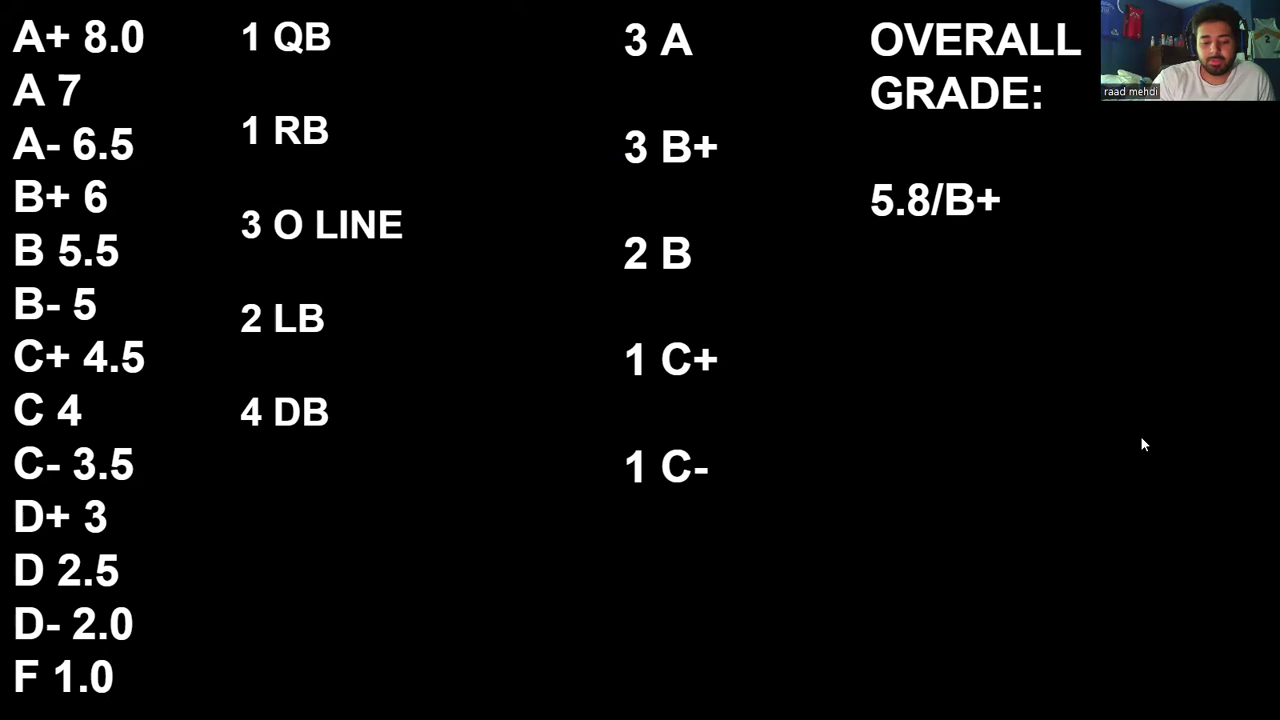 A+ 8.0
A 7
A- 6.5
B+ 6
B 5.5
B- 5
C+ 4.5
C 4
C- 3.5
D+ 3
D 2.5
D- 2.0
F 1.0
1 QB
1 RB
3 O LINE
2 LB
4 DB
3 A
3 B+
2 B
1 C+
1 C-
OVERALL
GRADE:
5.8/B+
raad mehdi